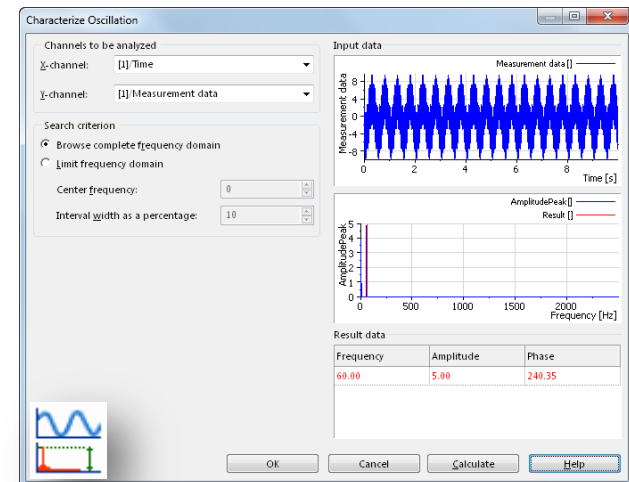 Characterize Oscillation
Channels to be analyzed
X-channel: [1]/Time
Y-channel: [1]/Measurement data
Search criterion
Browse complete frequency domain
Limit frequency domain
Center frequency: 0
Interval width as a percentage: 10
Input data
Measurement data []
Measurement data
8
4
0
-4
-8
0 2 4 6 8
Time [s]
AmplitudePeak[]
Result []
AmplitudePeak
5
4
3
2
1
0
0 500 1000 1500 2000
Frequency [Hz]
Result data
Frequency Amplitude Phase
60.00 5.00 240.35
OK Cancel Calculate Help